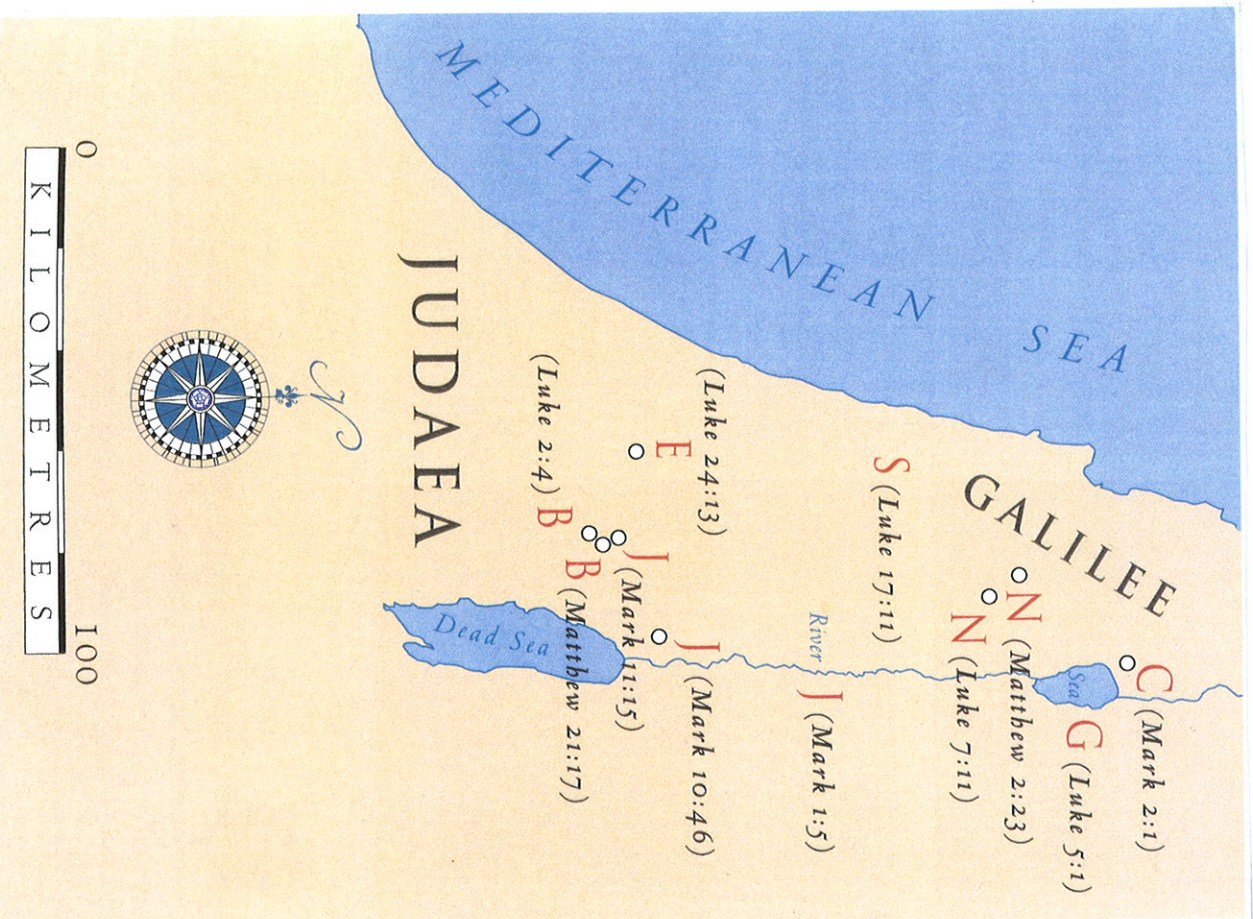 C (Mark 2:1)
GALILEE
Sea G (Luke 5:1)
N (Matthew 2:23)
N (Luke 7:11)
MEDITERRANEAN SEA
S (Luke 17:11)
River J (Mark 1:5)
(Luke 24:13)
E
J (Mark 10:46)
J (Mark 11:15)
B (Matthew 21:17)
(Luke 2:4) B
Dead Sea
JUDAEA
N
0 100
KILOMETRES